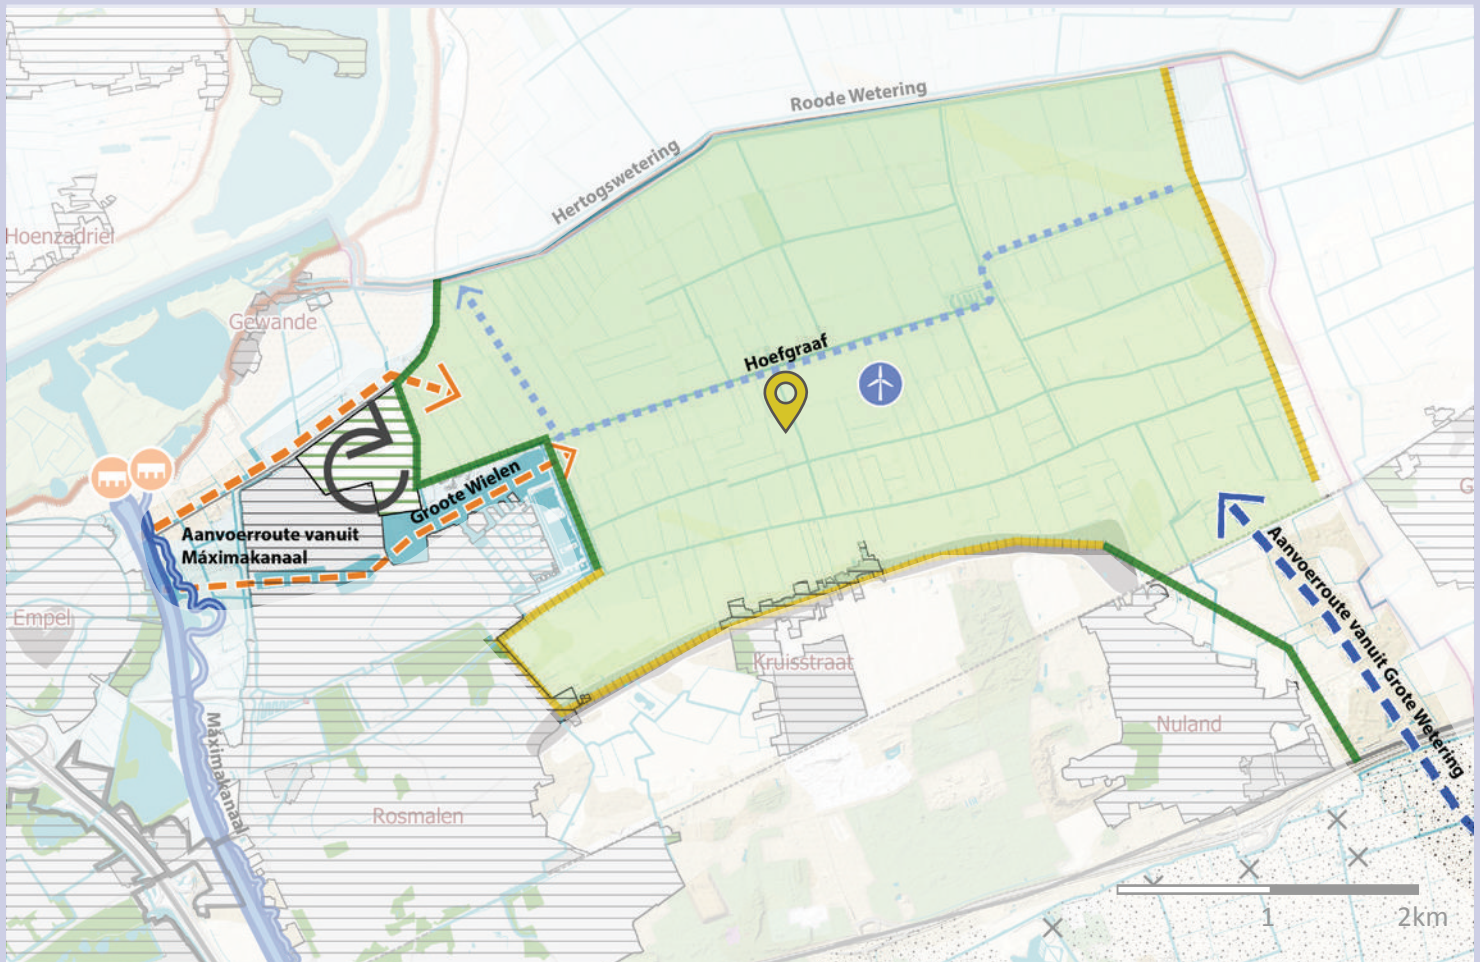 Roode Wetering
Hertogswetering
Hoenzadriel
Gewande
Hoefgraaf
Groote Wielen
Aanvoerroute vanuit
Máximakanaal
Aanvoerroute vanuit Grote Wetering
Empel
Kruisstraat
Nuland
Máximakanaal
Rosmalen
G
1
2km